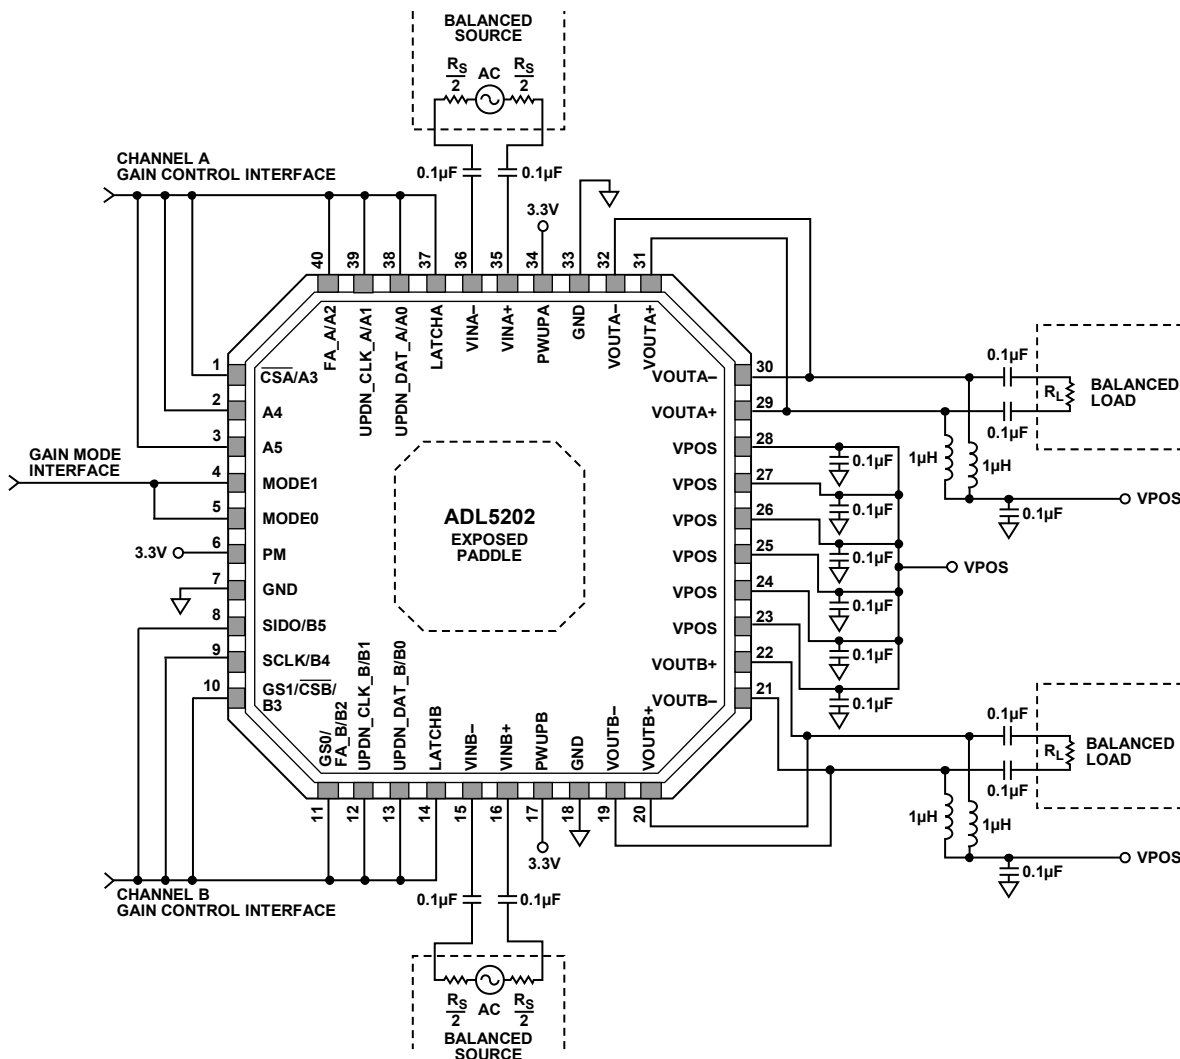 BALANCED
SOURCE
RS/2 AC RS/2
0.1µF 0.1µF
CHANNEL A
GAIN CONTROL INTERFACE
3.3V
40 39 38 37 36 35 34 33 32 31
FA_A/A2
UPDN_CLK_A/A1
UPDN_DAT_A/A0
LATCHA
VINA–
VINA+
PWUPA
GND
VOUTA–
VOUTA+
1 CSA/A3
2 A4
3 A5
GAIN MODE
INTERFACE
4 MODE1
5 MODE0
3.3V 6 PM
7 GND
8 SIDO/B5
9 SCLK/B4
10 GS1/CSB/
B3
ADL5202
EXPOSED
PADDLE
VOUTA– 30
VOUTA+ 29
VPOS 28
VPOS 27
VPOS 26
VPOS 25
VPOS 24
VPOS 23
VOUTB+ 22
VOUTB– 21
0.1µF
0.1µF
0.1µF
0.1µF
0.1µF
0.1µF
VPOS
0.1µF
RL
0.1µF
BALANCED
LOAD
1µH
1µH
0.1µF
VPOS
0.1µF
RL
0.1µF
BALANCED
LOAD
1µH
1µH
0.1µF
VPOS
GS0/
FA_B/B2
UPDN_CLK_B/B1
UPDN_DAT_B/B0
LATCHB
VINB–
VINB+
PWUPB
GND
VOUTB–
VOUTB+
11 12 13 14 15 16 17 18 19 20
3.3V
CHANNEL B
GAIN CONTROL INTERFACE
0.1µF 0.1µF
RS/2 AC RS/2
BALANCED
SOURCE